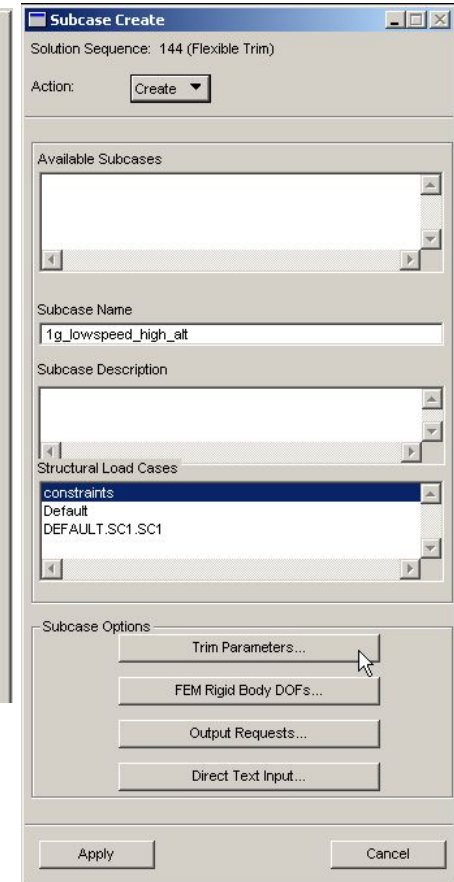 Subcase Create
Solution Sequence: 144 (Flexible Trim)
Action:
Create
Available Subcases
Subcase Name
1g_lowspeed_high_alt
Subcase Description
Structural Load Cases
constraints
Default
DEFAULT.SC1.SC1
Subcase Options
Trim Parameters...
FEM Rigid Body DOFs...
Output Requests...
Direct Text Input...
Apply
Cancel